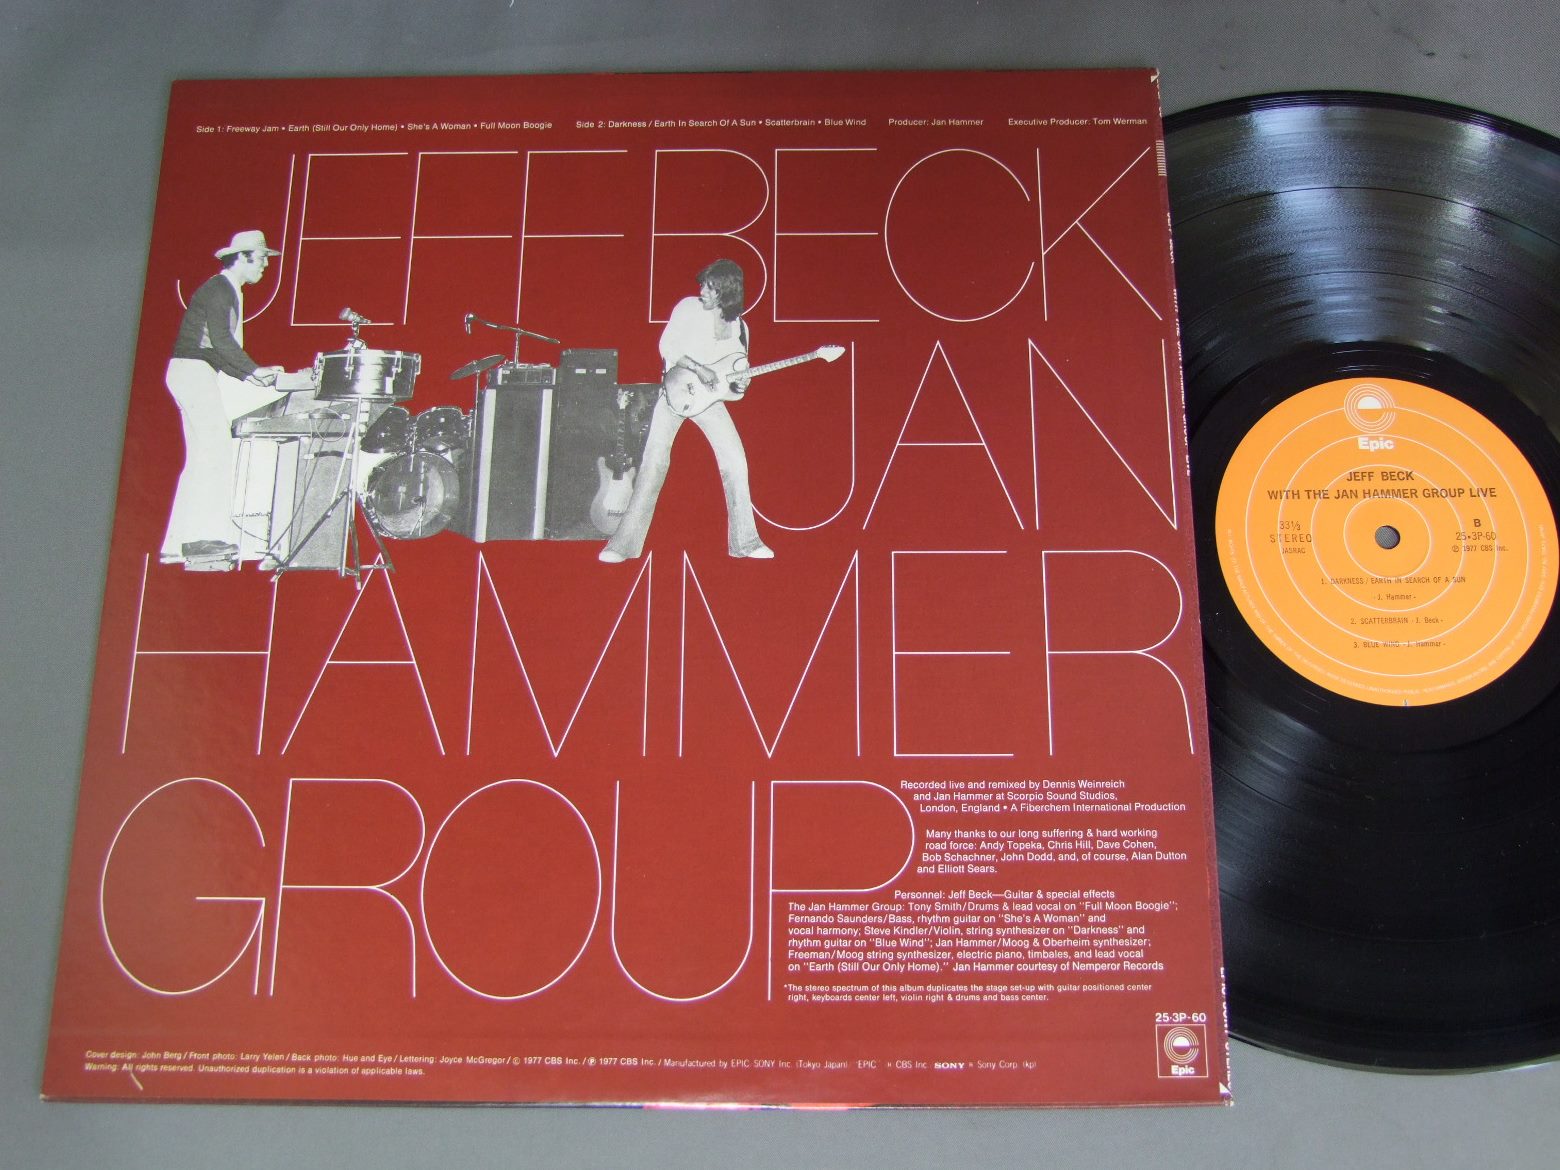 Side 1: Freeway Jam • Earth (Still Our Only Home) • She's A Woman • Full Moon Boogie Side 2: Darkness / Earth In Search Of A Sun • Scatterbrain • Blue Wind Producer: Jan Hammer Executive Producer: Tom Werman
JEFF BECK
JAN
HAMMER
GROUP
Recorded live and remixed by Dennis Weinreich
and Jan Hammer at Scorpio Sound Studios,
London, England • A Fiberchem International Production
Many thanks to our long suffering & hard working
road force: Andy Topeka, Chris Hill, Dave Cohen,
Bob Schachner, John Dodd, and, of course, Alan Dutton
and Elliott Sears.
Personnel: Jeff Beck—Guitar & special effects
The Jan Hammer Group: Tony Smith/Drums & lead vocal on "Full Moon Boogie";
Fernando Saunders/Bass, rhythm guitar on "She's A Woman" and
vocal harmony; Steve Kindler/Violin, string synthesizer on "Darkness" and
rhythm guitar on "Blue Wind"; Jan Hammer/Moog & Oberheim synthesizer;
Freeman/Moog string synthesizer, electric piano, timbales, and lead vocal
on "Earth (Still Our Only Home)." Jan Hammer courtesy of Nemperor Records
*The stereo spectrum of this album duplicates the stage set-up with guitar positioned center
right, keyboards center left, violin right & drums and bass center.
25·3P-60
Epic
Cover design: John Berg / Front photo: Larry Yelen / Back photo: Hue and Eye / Lettering: Joyce McGregor / © 1977 CBS Inc. / ℗ 1977 CBS Inc. / Manufactured by EPIC/SONY Inc (Tokyo Japan) "EPIC" CBS Inc SONY Sony Corp (kp)
Warning: All rights reserved. Unauthorized duplication is a violation of applicable laws.
Epic
JEFF BECK
WITH THE JAN HAMMER GROUP LIVE
33⅓
STEREO
JASRAC
B
25·3P-60
℗ 1977 CBS Inc.
1. DARKNESS / EARTH IN SEARCH OF A SUN
- J. Hammer -
2. SCATTERBRAIN - J. Beck -
3. BLUE WIND - J. Hammer -